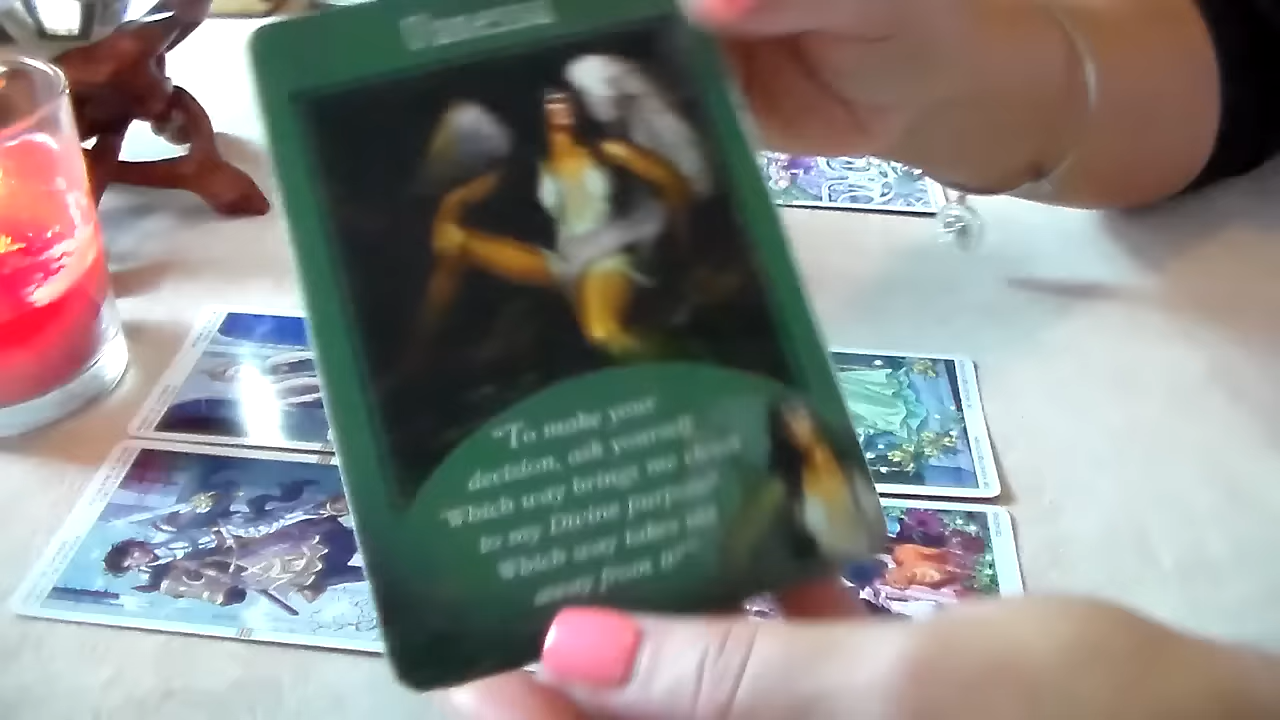 "To make your
decision, ask yourself,
'Which way brings me closer
to my Divine purpose?
Which way takes me
away from it?'"